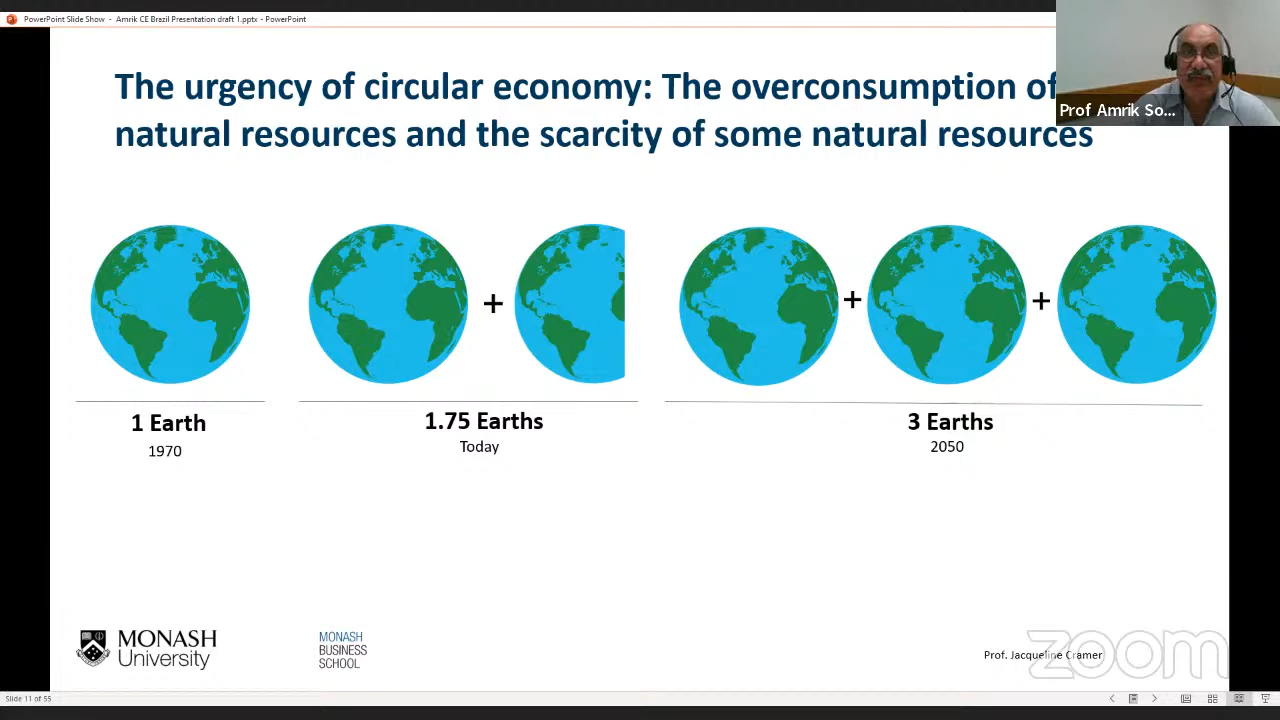 PowerPoint Slide Show - Amrik CE Brazil Presentation draft 1.pptx - PowerPoint
Prof Amrik So...
The urgency of circular economy: The overconsumption of
natural resources and the scarcity of some natural resources
+
+
+
1 Earth
1970
1.75 Earths
Today
3 Earths
2050
MONASH
University
MONASH
BUSINESS
SCHOOL
Prof. Jacqueline Cramer
zoom
Slide 11 of 55